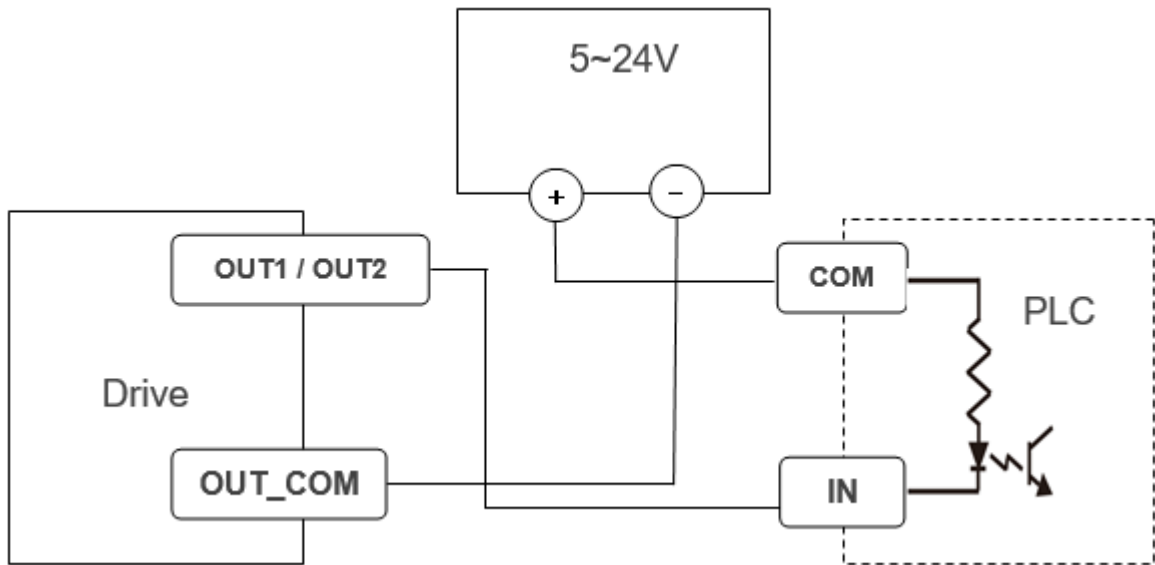 5~24V
+
−
OUT1 / OUT2
COM
PLC
Drive
OUT_COM
IN